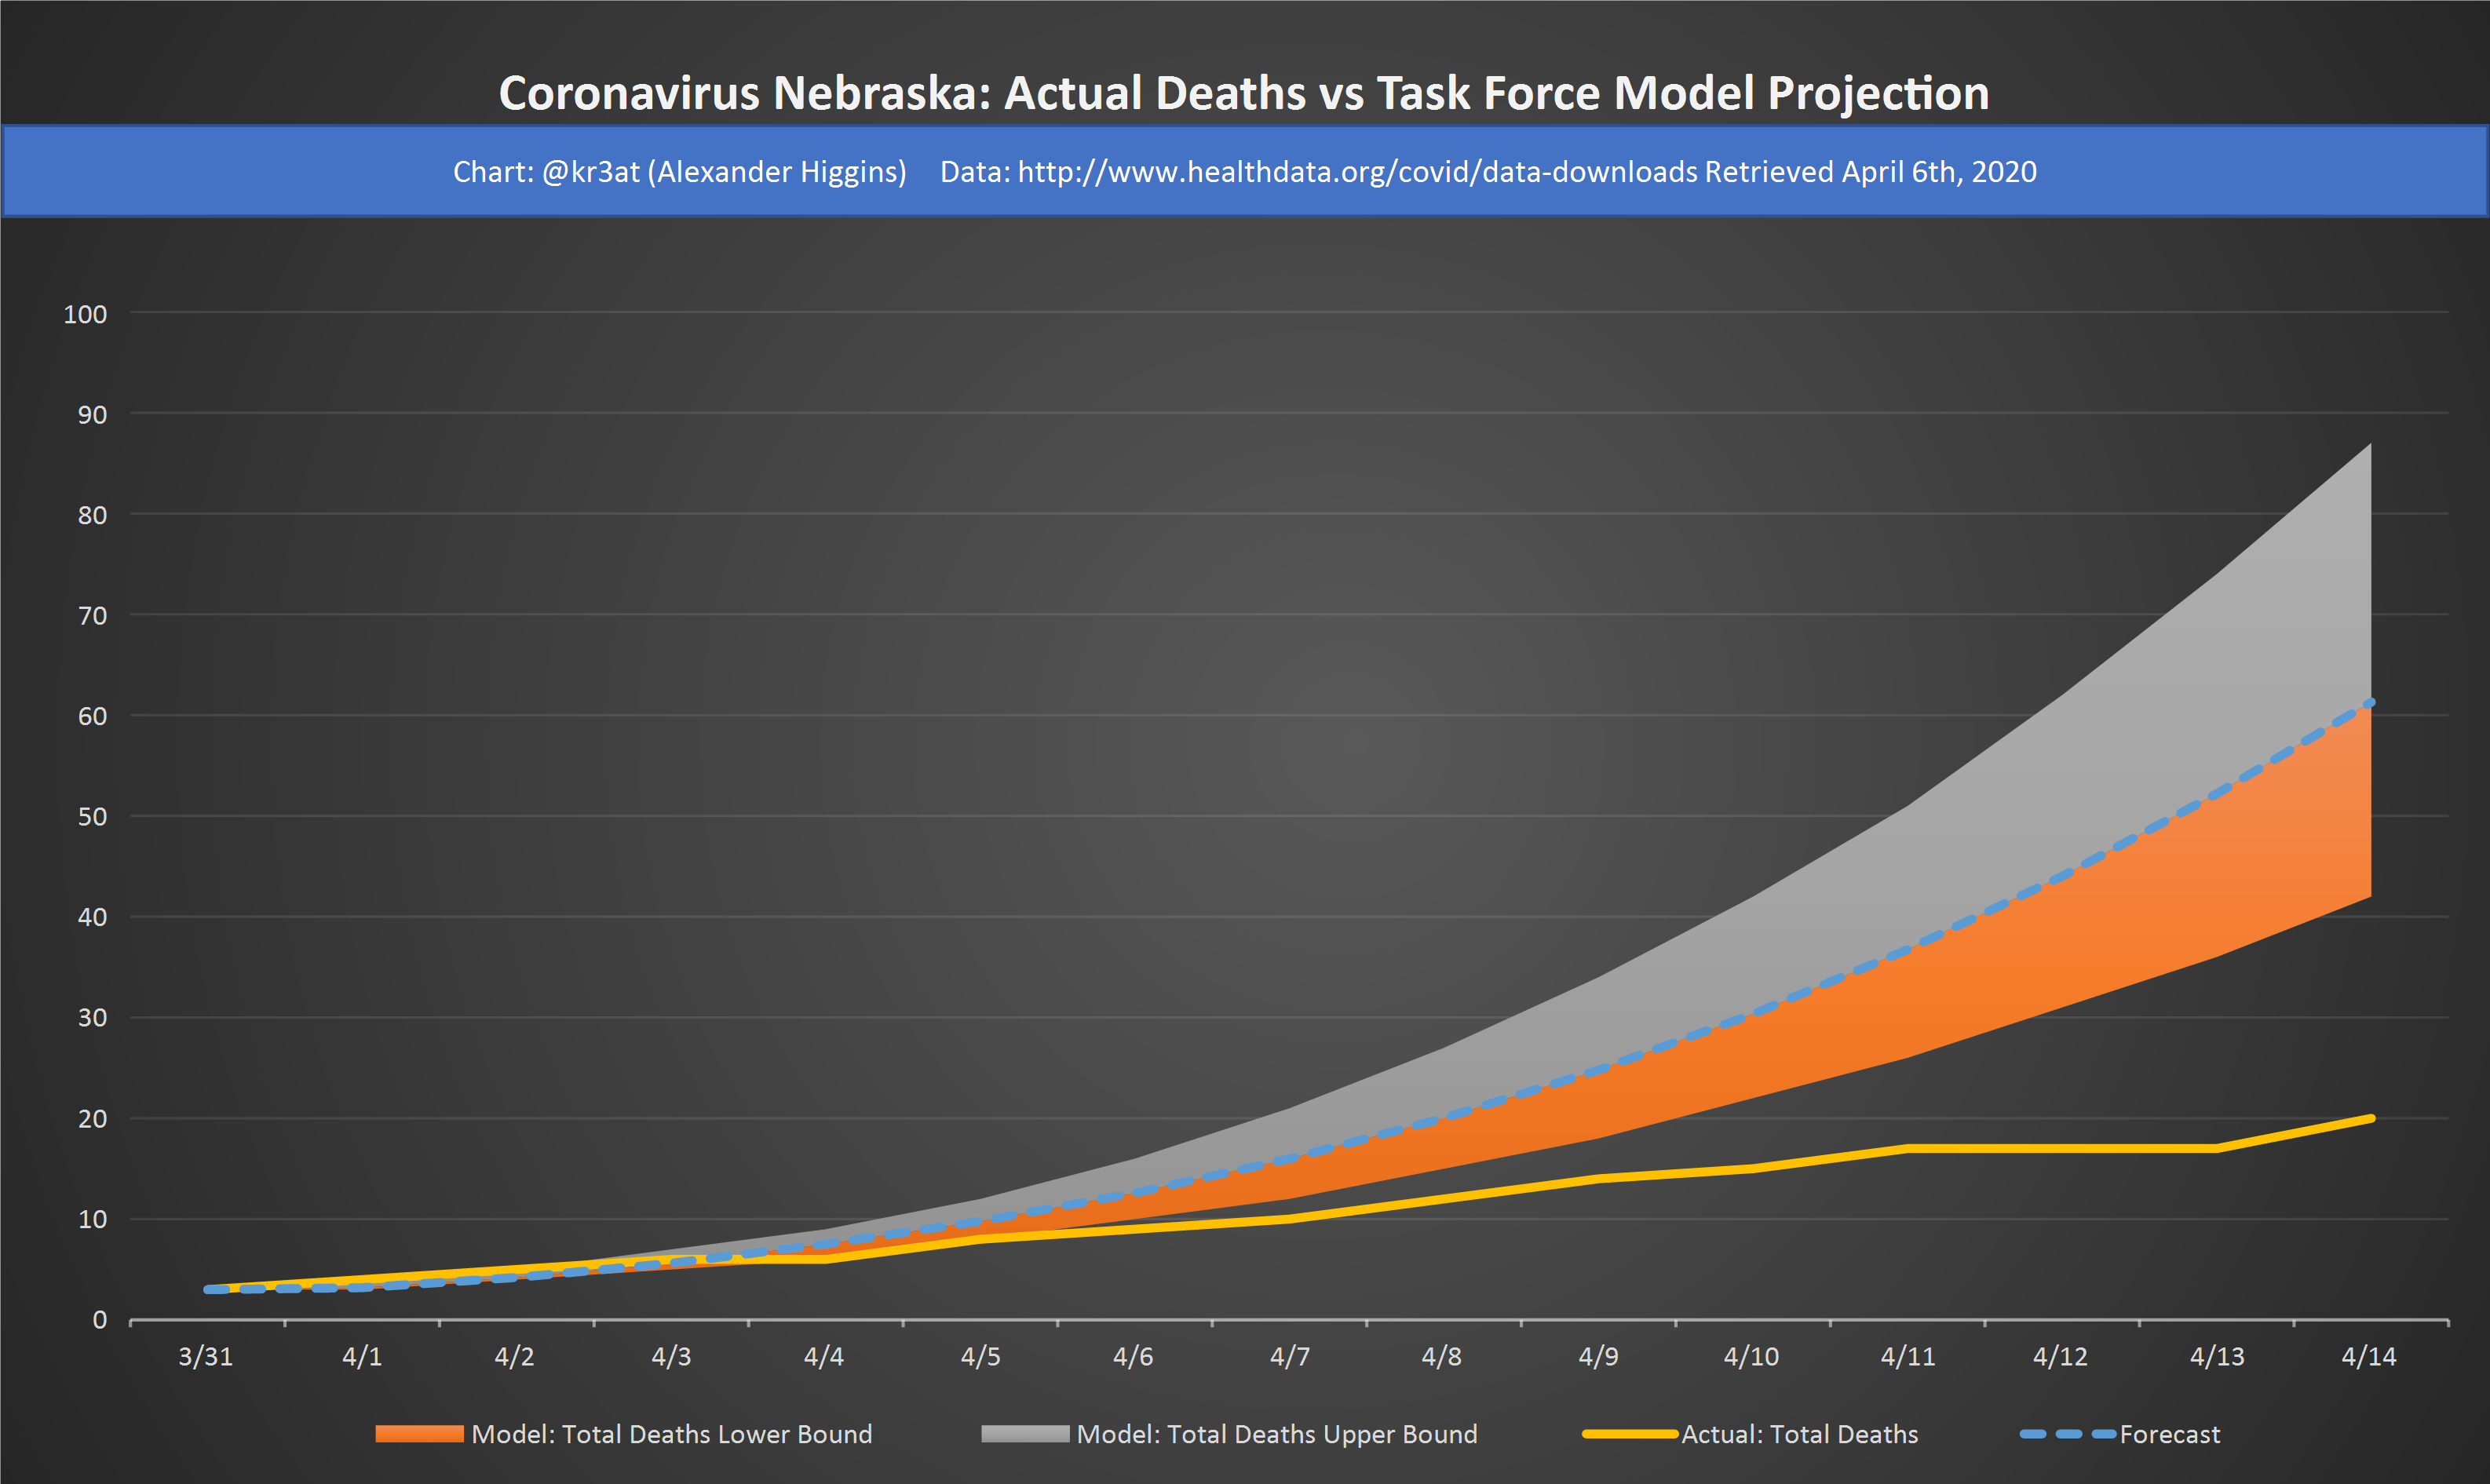 Coronavirus Nebraska: Actual Deaths vs Task Force Model Projection
Chart: @kr3at (Alexander Higgins) Data: http://www.healthdata.org/covid/data-downloads Retrieved April 6th, 2020
100
90
80
70
60
50
40
30
20
10
0
3/31 4/1 4/2 4/3 4/4 4/5 4/6 4/7 4/8 4/9 4/10 4/11 4/12 4/13 4/14
Model: Total Deaths Lower Bound Model: Total Deaths Upper Bound Actual: Total Deaths Forecast